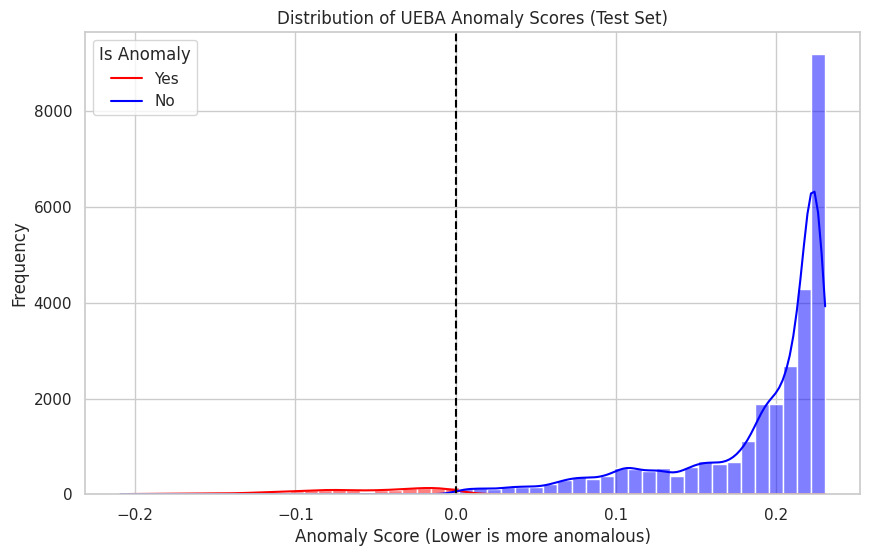 Distribution of UEBA Anomaly Scores (Test Set)
Is Anomaly
Yes
No
8000
6000
4000
2000
0
Frequency
−0.2
−0.1
0.0
0.1
0.2
Anomaly Score (Lower is more anomalous)